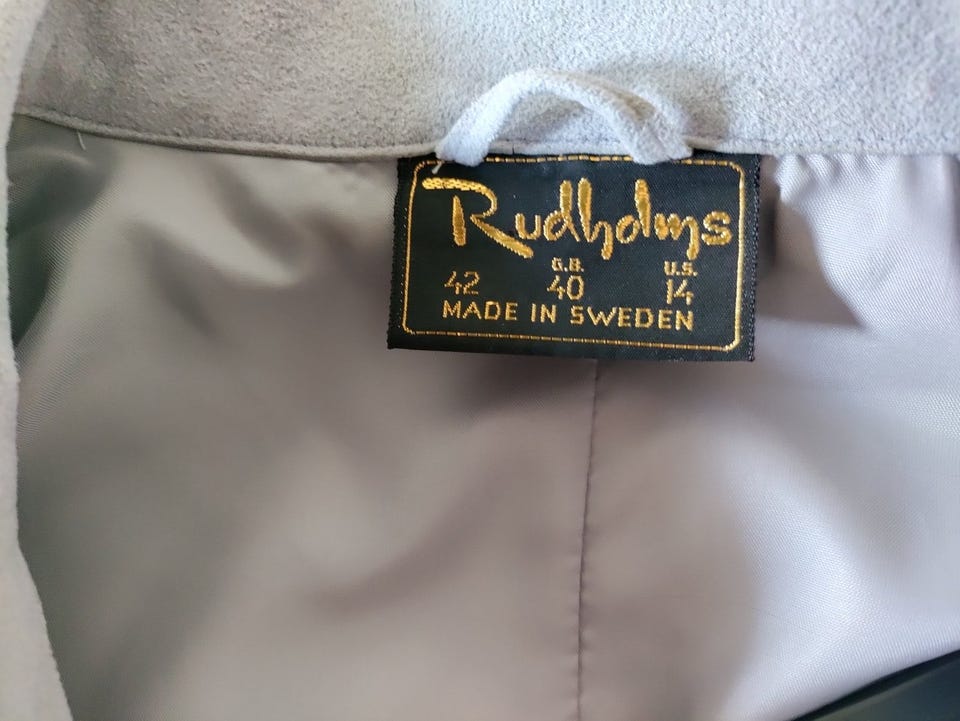 Rudholms
G.B. U.S.
42 40 14
MADE IN SWEDEN